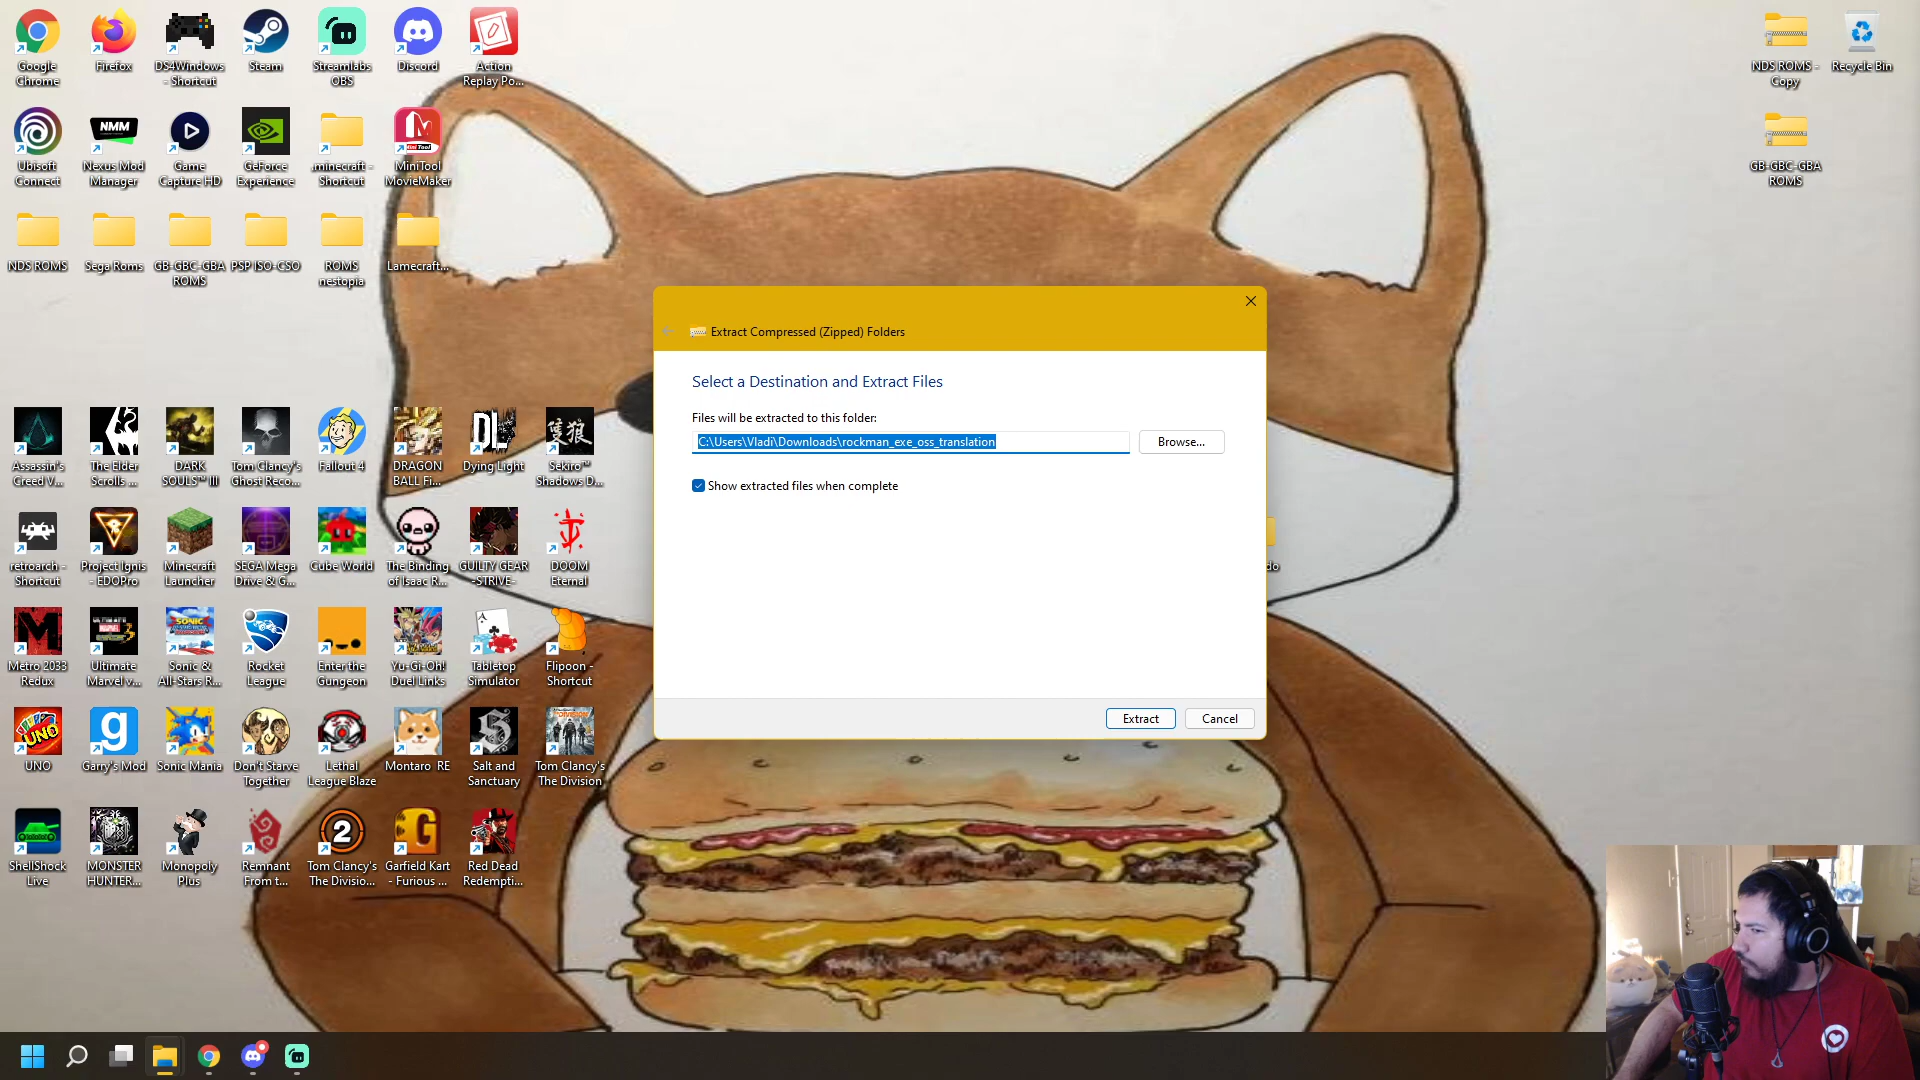 Google
Chrome
Firefox
DS4Windows
- Shortcut
Steam
Streamlabs
OBS
Discord
Action
Replay Po...
NDS ROMS -
Copy
Recycle Bin
NMM
Mini Tool
Ubisoft
Connect
Nexus Mod
Manager
Game
Capture HD
GeForce
Experience
.minecraft -
Shortcut
MiniTool
MovieMaker
GB-GBC-GBA
ROMS
NDS ROMS
Sega Roms
GB-GBC-GBA
ROMS
PSP ISO-CSO
ROMS
nestopia
Lamecraft...
Extract Compressed (Zipped) Folders
Select a Destination and Extract Files
Files will be extracted to this folder:
C:\Users\Vladi\Downloads\rockman_exe_oss_translation
Browse...
Show extracted files when complete
Extract
Cancel
DL
隻狼
Assassin's
Creed V...
The Elder
Scrolls ...
DARK
SOULS™ III
Tom Clancy's
Ghost Reco...
Fallout 4
DRAGON
BALL Fi...
Dying Light
Sekiro™
Shadows D...
retroarch -
Shortcut
Project Ignis
- EDOPro
Minecraft
Launcher
SEGA Mega
Drive & G...
Cube World
The Binding
of Isaac R...
GUILTY GEAR
-STRIVE-
DOOM
Eternal
do
Metro 2033
Redux
Ultimate
Marvel v...
Sonic &
All-Stars R...
Rocket
League
Enter the
Gungeon
Yu-Gi-Oh!
Duel Links
Tabletop
Simulator
Flipoon -
Shortcut
UNO
g
S
UNO
Garry's Mod
Sonic Mania
Don't Starve
Together
Lethal
League Blaze
Montaro RE
Salt and
Sanctuary
Tom Clancy's
The Division
2
G
ShellShock
Live
MONSTER
HUNTER...
Monopoly
Plus
Remnant
From t...
Tom Clancy's
The Divisio...
Garfield Kart
- Furious ...
Red Dead
Redempti...